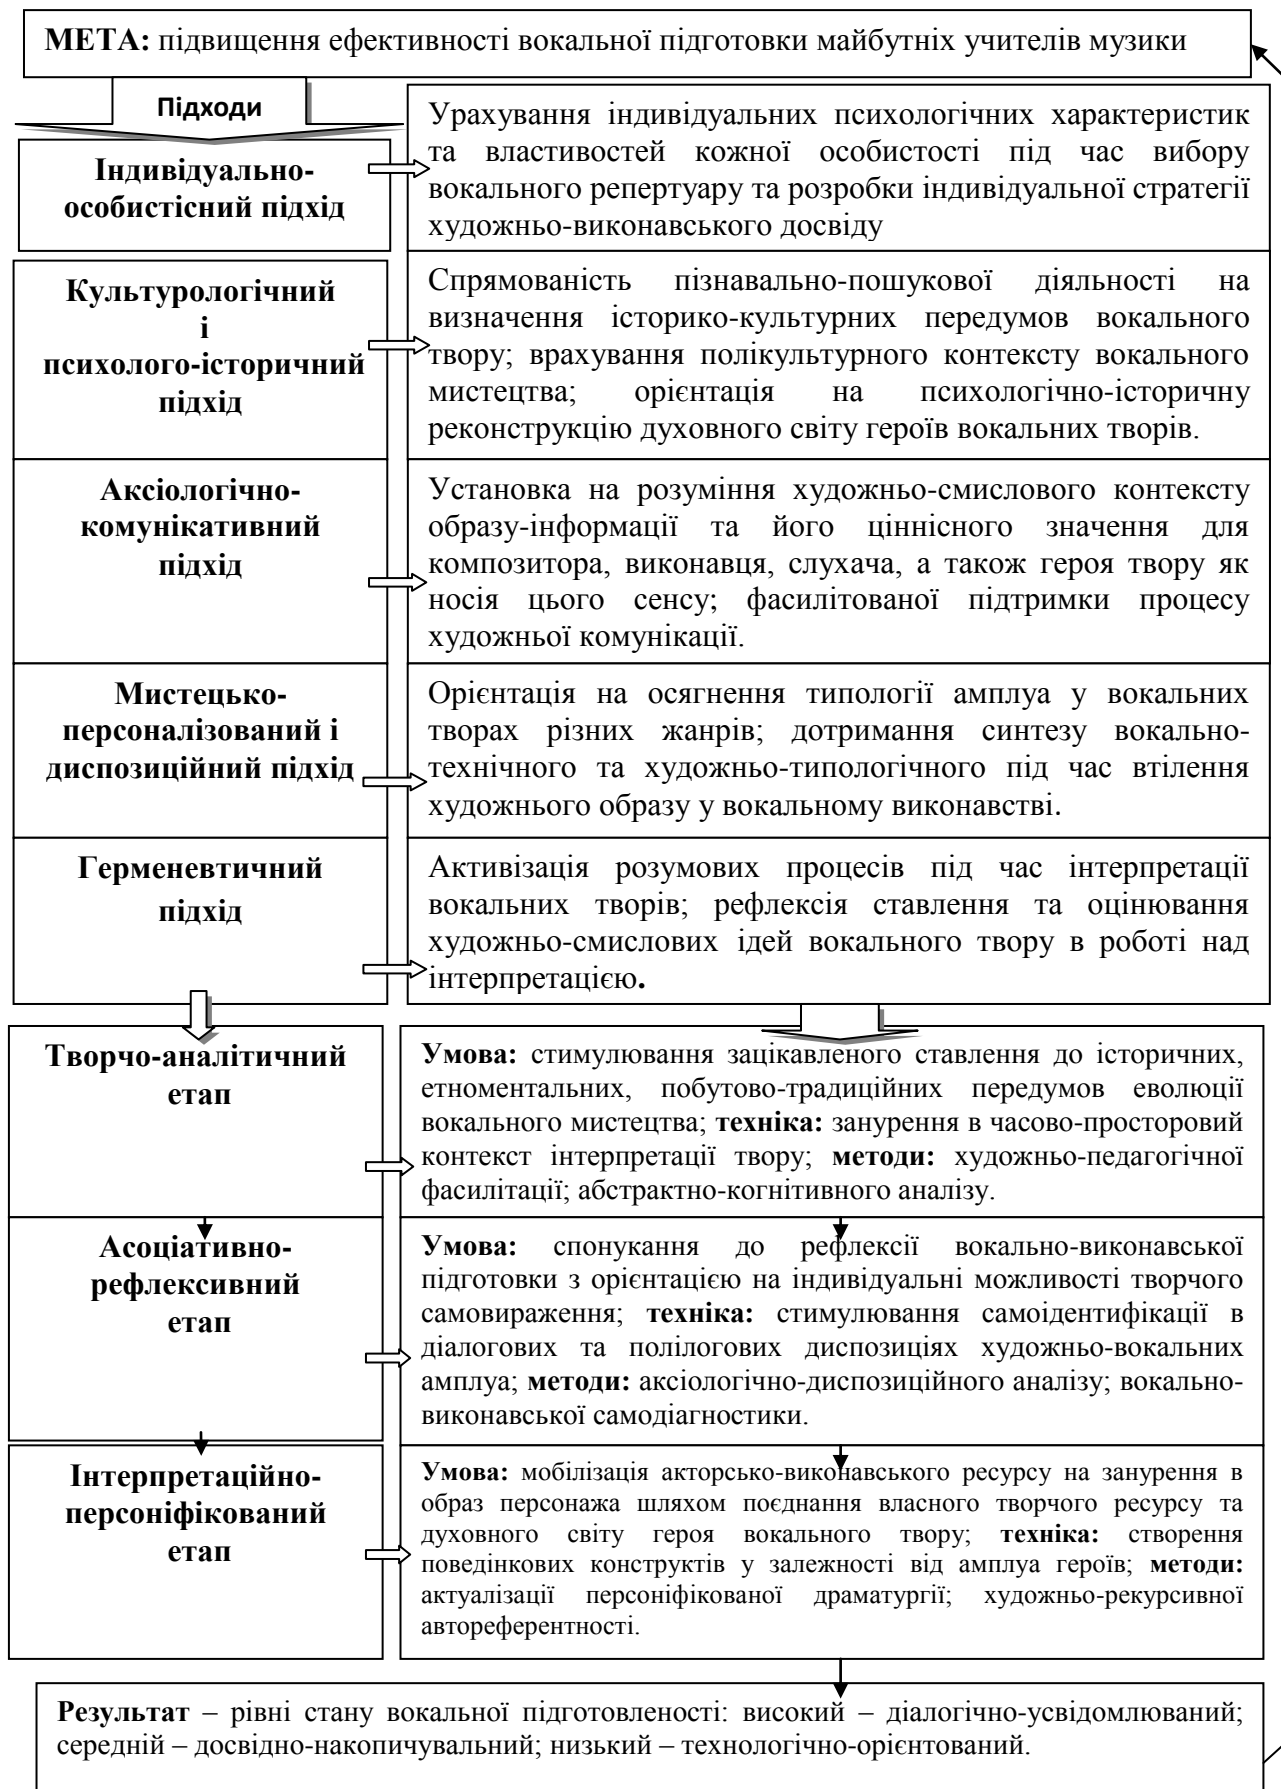 МЕТА: підвищення ефективності вокальної підготовки майбутніх учителів музики
Підходи
Індивідуально-
особистісний підхід
Урахування індивідуальних психологічних характеристик
та властивостей кожної особистості під час вибору
вокального репертуару та розробки індивідуальної стратегії
художньо-виконавського досвіду
Культурологічний
і
психолого-історичний
підхід
Спрямованість пізнавально-пошукової діяльності на
визначення історико-культурних передумов вокального
твору; врахування полікультурного контексту вокального
мистецтва; орієнтація на психологічно-історичну
реконструкцію духовного світу героїв вокальних творів.
Аксіологічно-
комунікативний
підхід
Установка на розуміння художньо-смислового контексту
образу-інформації та його ціннісного значення для
композитора, виконавця, слухача, а також героя твору як
носія цього сенсу; фасилітованої підтримки процесу
художньої комунікації.
Мистецько-
персоналізований і
диспозиційний підхід
Орієнтація на осягнення типології амплуа у вокальних
творах різних жанрів; дотримання синтезу вокально-
технічного та художньо-типологічного під час втілення
художнього образу у вокальному виконавстві.
Герменевтичний
підхід
Активізація розумових процесів під час інтерпретації
вокальних творів; рефлексія ставлення та оцінювання
художньо-смислових ідей вокального твору в роботі над
інтерпретацією.
Творчо-аналітичний
етап
Умова: стимулювання зацікавленого ставлення до історичних,
етноментальних, побутово-традиційних передумов еволюції
вокального мистецтва; техніка: занурення в часово-просторовий
контекст інтерпретації твору; методи: художньо-педагогічної
фасилітації; абстрактно-когнітивного аналізу.
Асоціативно-
рефлексивний
етап
Умова: спонукання до рефлексії вокально-виконавської
підготовки з орієнтацією на індивідуальні можливості творчого
самовираження; техніка: стимулювання самоідентифікації в
діалогових та полілогових диспозиціях художньо-вокальних
амплуа; методи: аксіологічно-диспозиційного аналізу; вокально-
виконавської самодіагностики.
Інтерпретаційно-
персоніфікований
етап
Умова: мобілізація акторсько-виконавського ресурсу на занурення в
образ персонажа шляхом поєднання власного творчого ресурсу та
духовного світу героя вокального твору; техніка: створення
поведінкових конструктів у залежності від амплуа героїв; методи:
актуалізації персоніфікованої драматургії; художньо-рекурсивної
автореферентності.
Результат – рівні стану вокальної підготовленості: високий – діалогічно-усвідомлюваний;
середній – досвідно-накопичувальний; низький – технологічно-орієнтований.